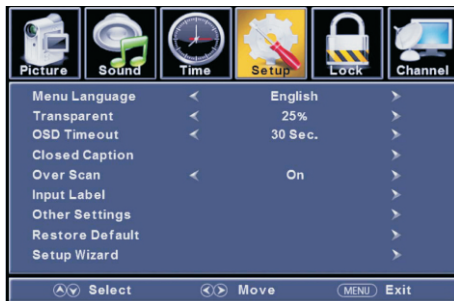 Picture Sound Time Setup Lock Channel
Menu Language English
Transparent 25%
OSD Timeout 30 Sec.
Closed Caption
Over Scan On
Input Label
Other Settings
Restore Default
Setup Wizard
Select Move MENU Exit